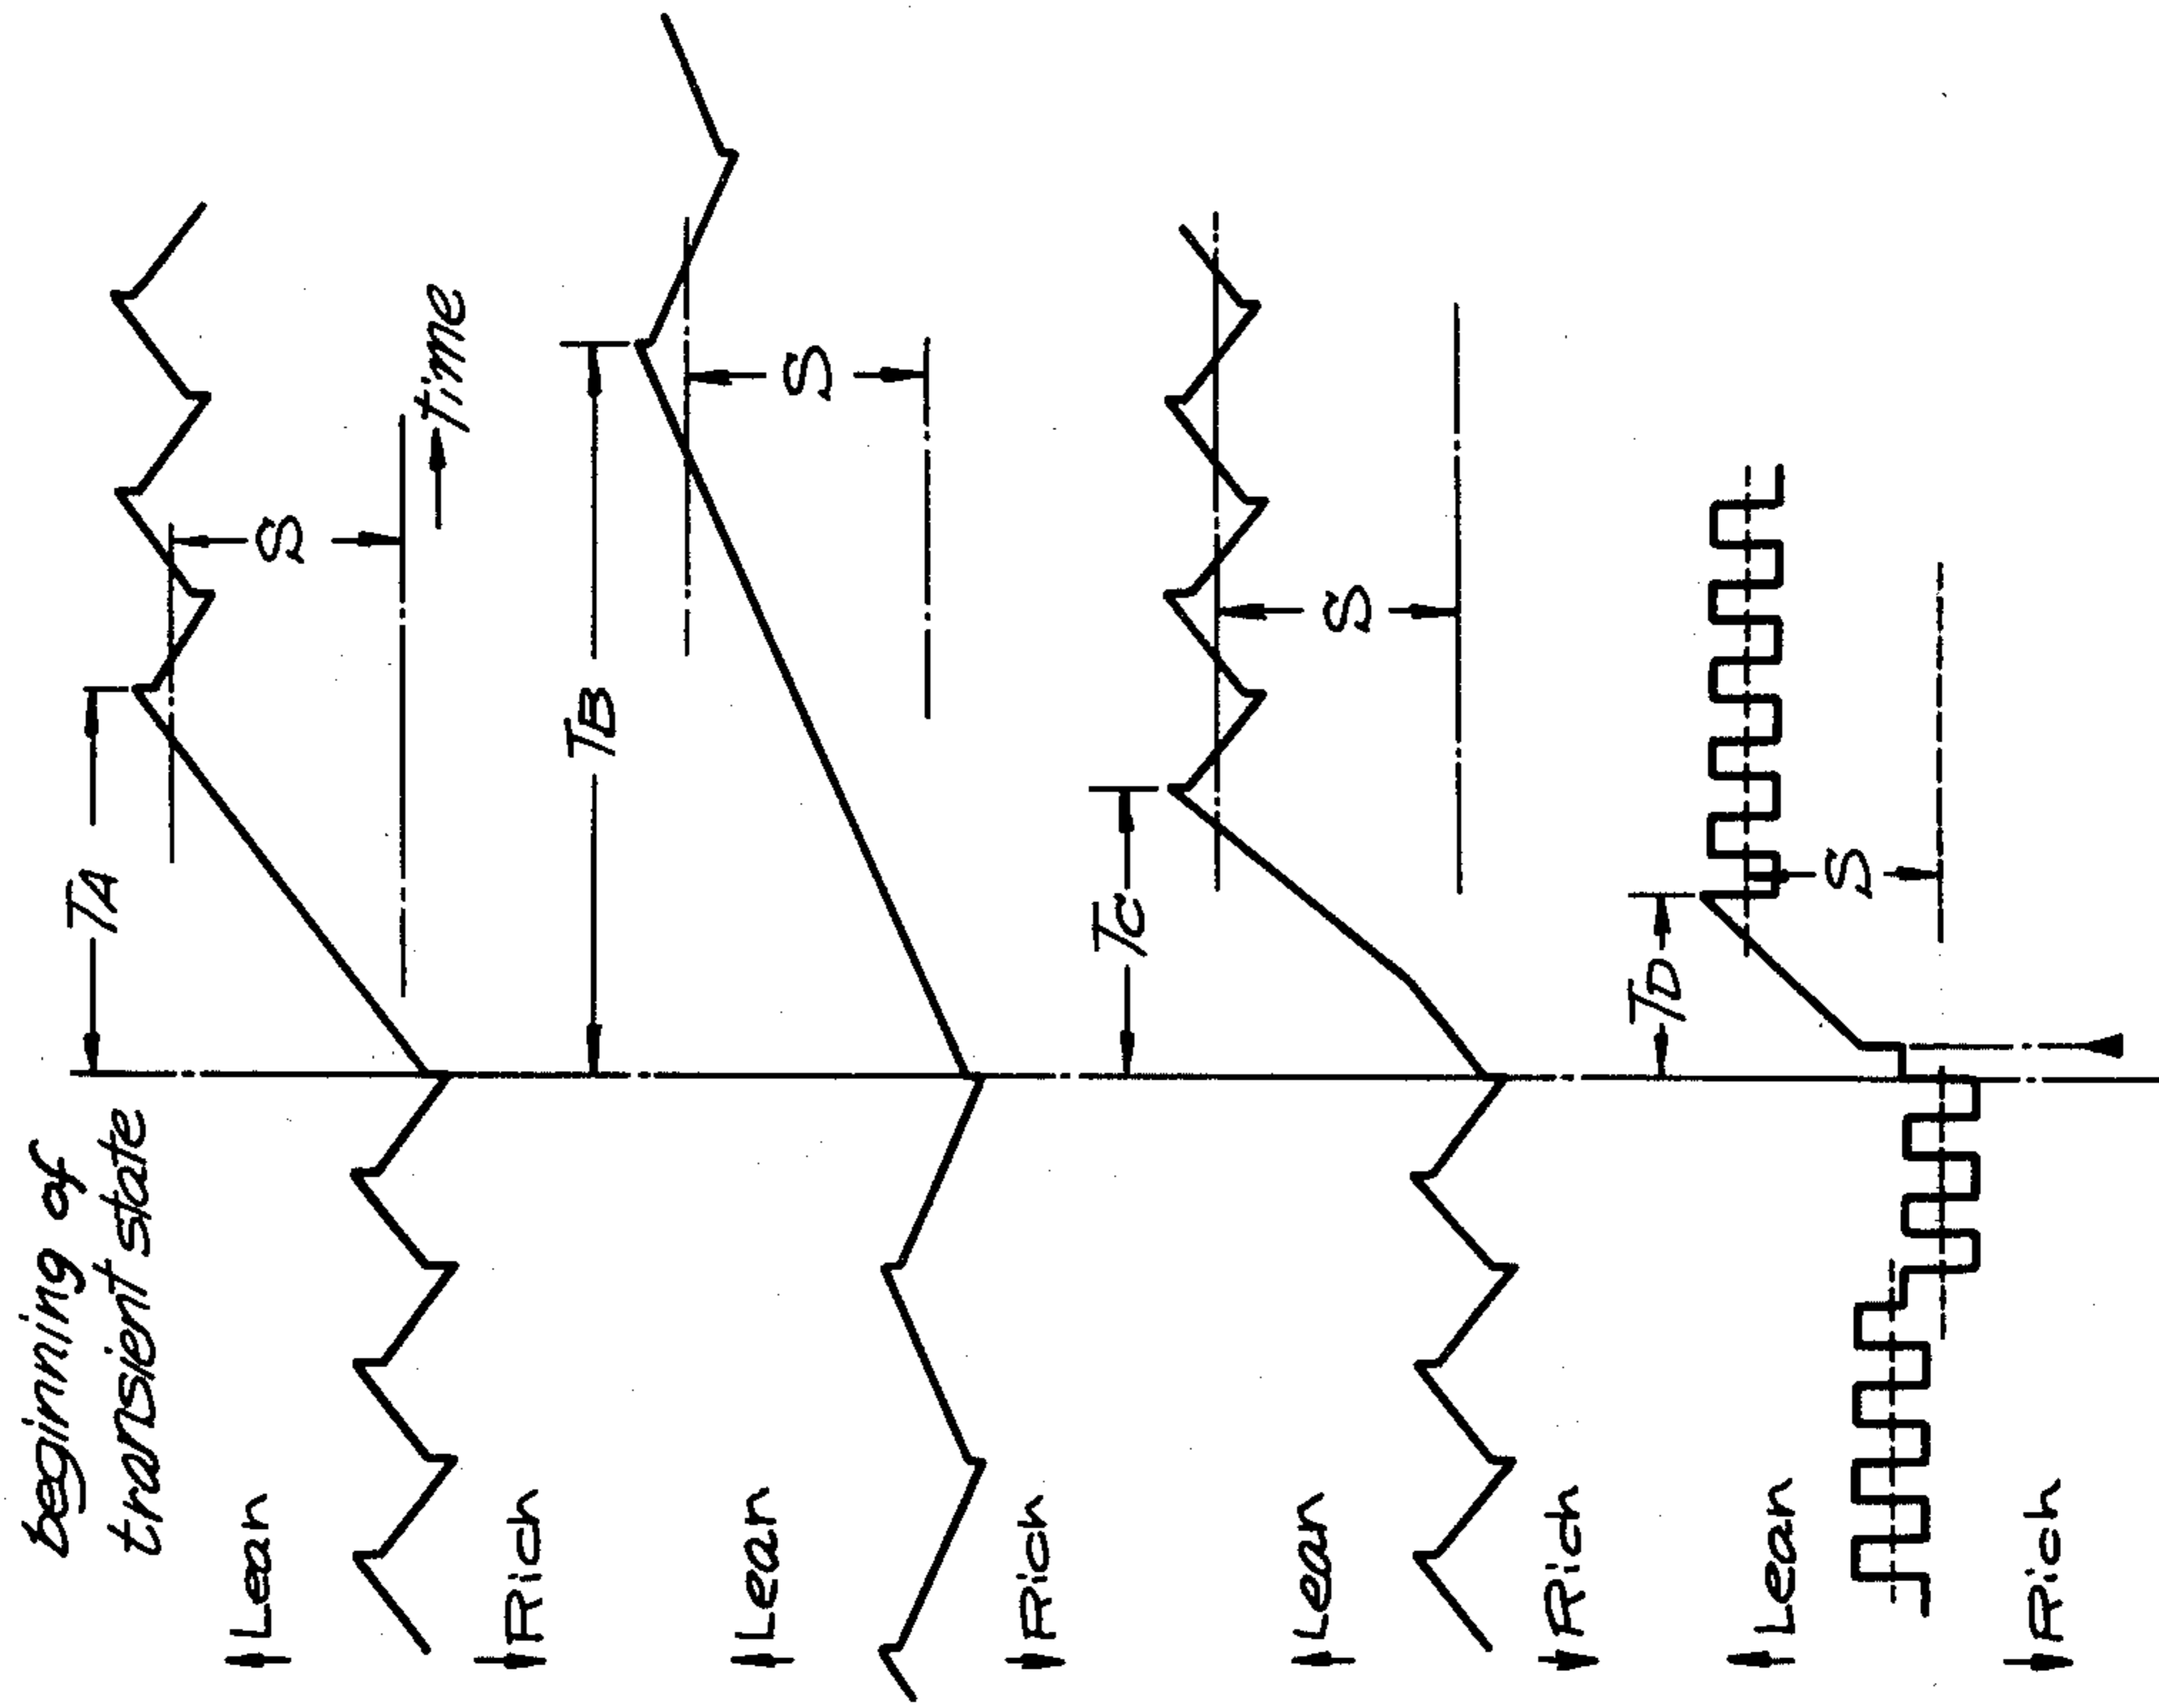 beginning of
transient state
Lean
Rich
TA
S
time
Lean
Rich
TB
S
Lean
Rich
TC
S
Lean
Rich
TD
S